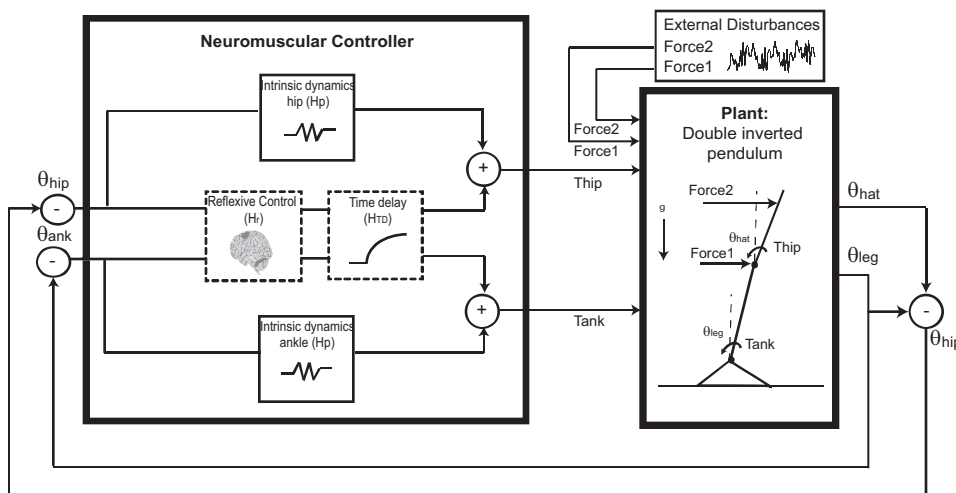 External Disturbances
Force2
Force1
Neuromuscular Controller
Intrinsic dynamics
hip (Hp)
Plant:
Double inverted
pendulum
Force2
Force1
+
Thip
θhip
-
Reflexive Control
(Hr)
Time delay
(HTD)
Force2
g
θhat
θhat
Force1
Thip
θank
-
θleg
+
Tank
θleg
Tank
-
θhip
Intrinsic dynamics
ankle (Hp)